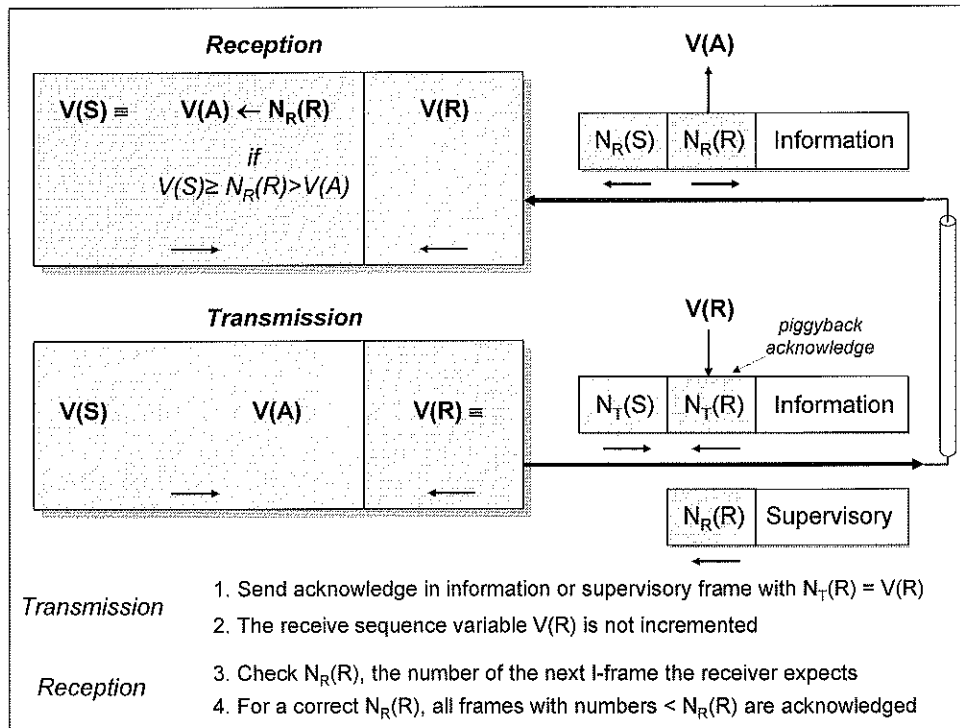 Reception
V(A)
V(S) ≡ V(A) ← N_R(R) V(R)
N_R(S) N_R(R) Information
if
V(S)≥ N_R(R)>V(A)
Transmission
V(R)
piggyback
acknowledge
V(S) V(A) V(R) ≡
N_T(S) N_T(R) Information
N_R(R) Supervisory
Transmission
1. Send acknowledge in information or supervisory frame with N_T(R) = V(R)
2. The receive sequence variable V(R) is not incremented
Reception
3. Check N_R(R), the number of the next I-frame the receiver expects
4. For a correct N_R(R), all frames with numbers < N_R(R) are acknowledged